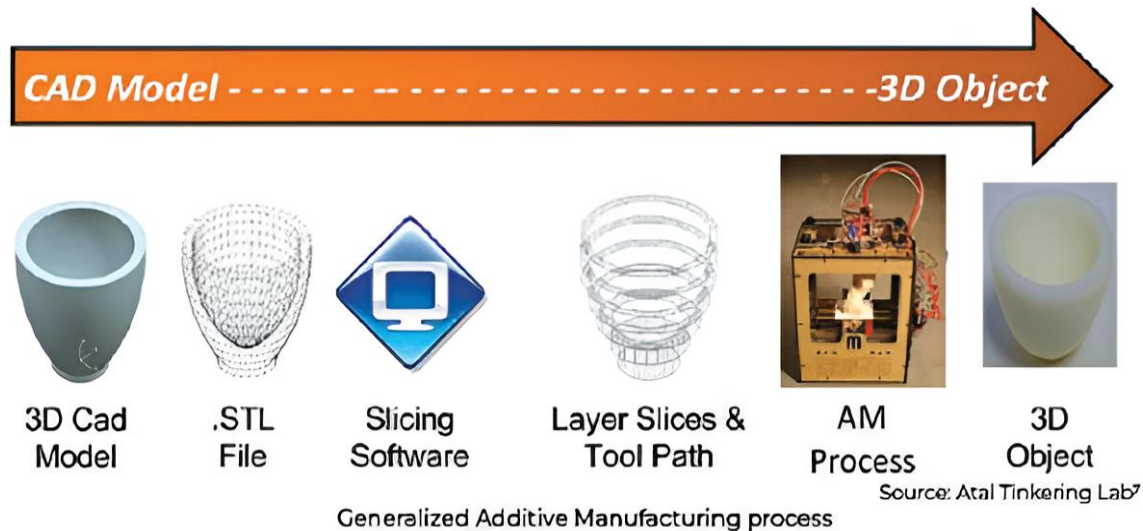 CAD Model - - - - - - - - - - - - - - - - - - - - - -3D Object
3D Cad
Model
.STL
File
Slicing
Software
Layer Slices &
Tool Path
AM
Process
3D
Object
Source: Atal Tinkering Lab⁷
Generalized Additive Manufacturing process